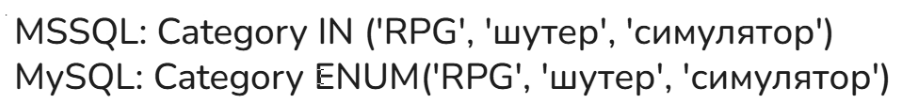 MSSQL: Category IN ('RPG', 'шутер', 'симулятор')
MySQL: Category ENUM('RPG', 'шутер', 'симулятор')